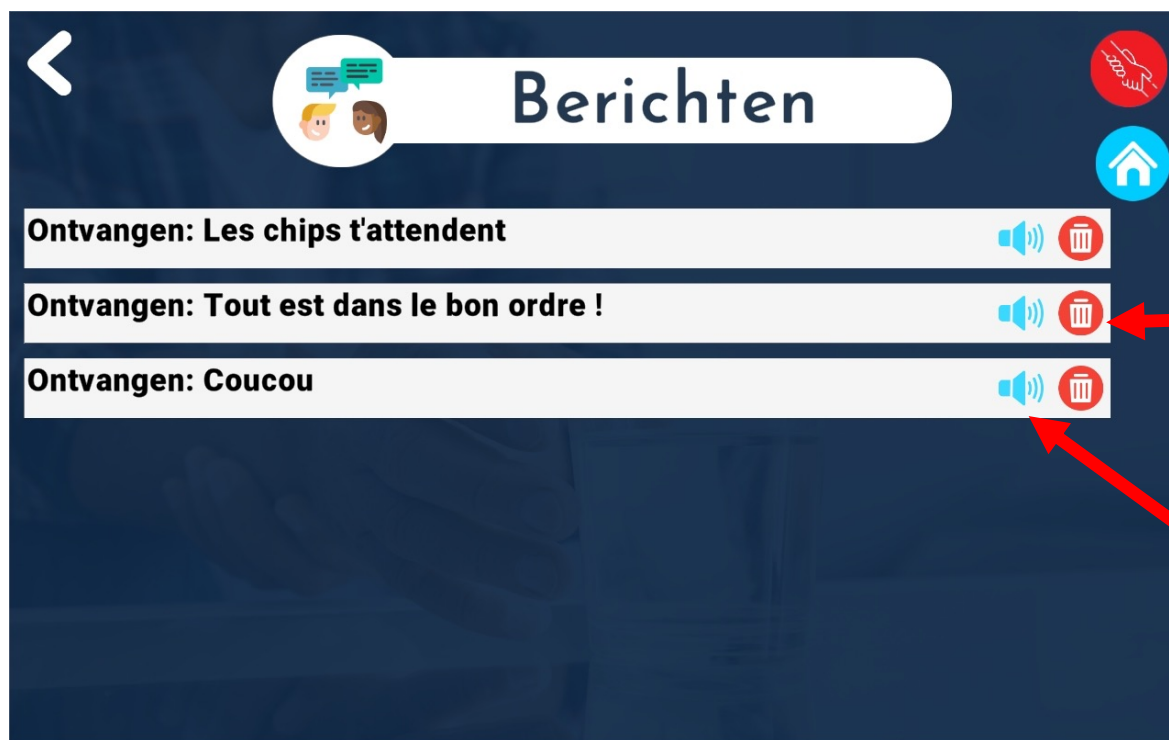 Berichten
Ontvangen: Les chips t'attendent
Ontvangen: Tout est dans le bon ordre !
Ontvangen: Coucou